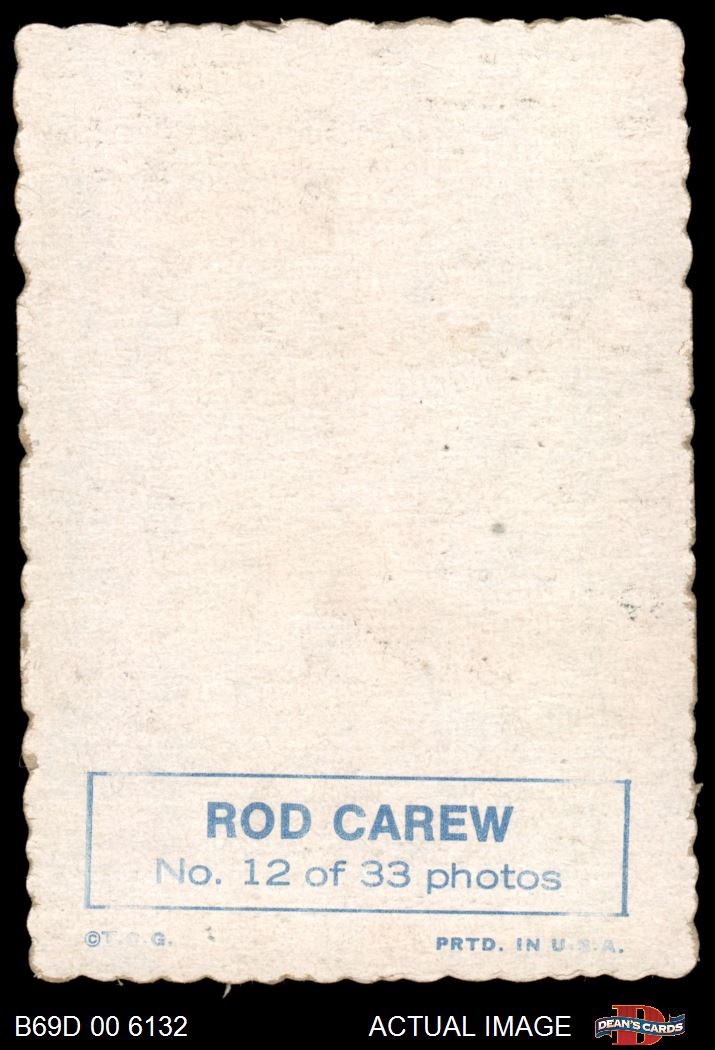 ROD CAREW
No. 12 of 33 photos
©T.C.G. PRTD. IN U.S.A.
B69D 00 6132 ACTUAL IMAGE DEAN'S CARDS